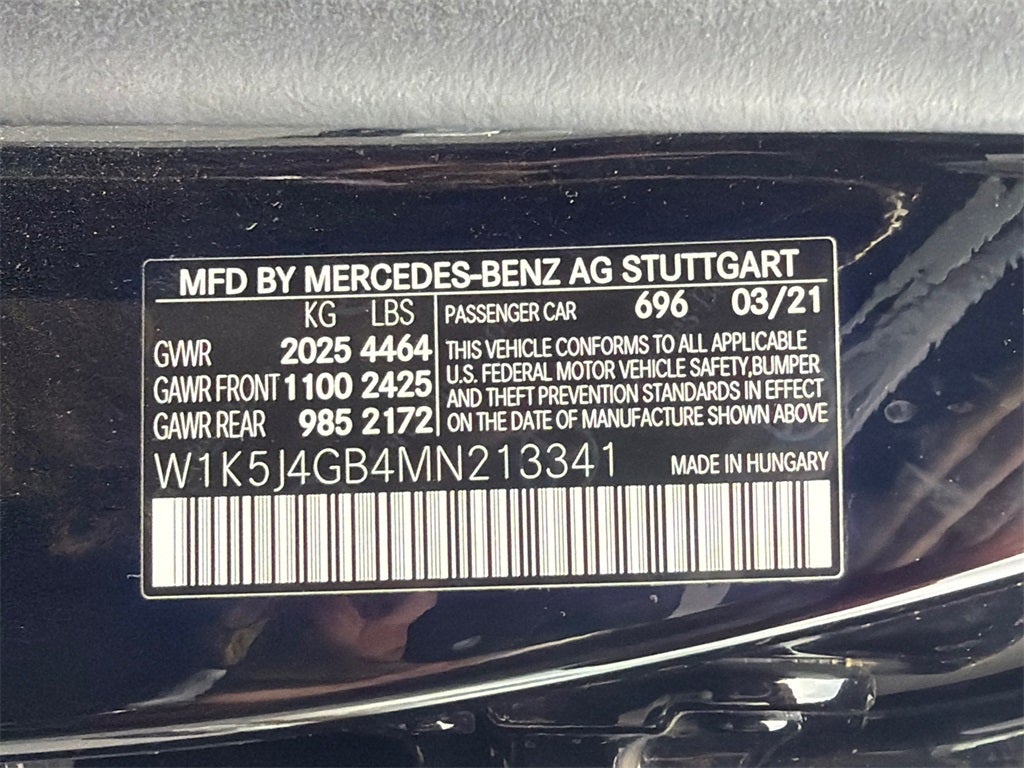 MFD BY MERCEDES-BENZ AG STUTTGART
KG LBS
GVWR 2025 4464
GAWR FRONT 1100 2425
GAWR REAR 985 2172
PASSENGER CAR 696 03/21
THIS VEHICLE CONFORMS TO ALL APPLICABLE
U.S. FEDERAL MOTOR VEHICLE SAFETY,BUMPER
AND THEFT PREVENTION STANDARDS IN EFFECT
ON THE DATE OF MANUFACTURE SHOWN ABOVE
W1K5J4GB4MN213341 MADE IN HUNGARY